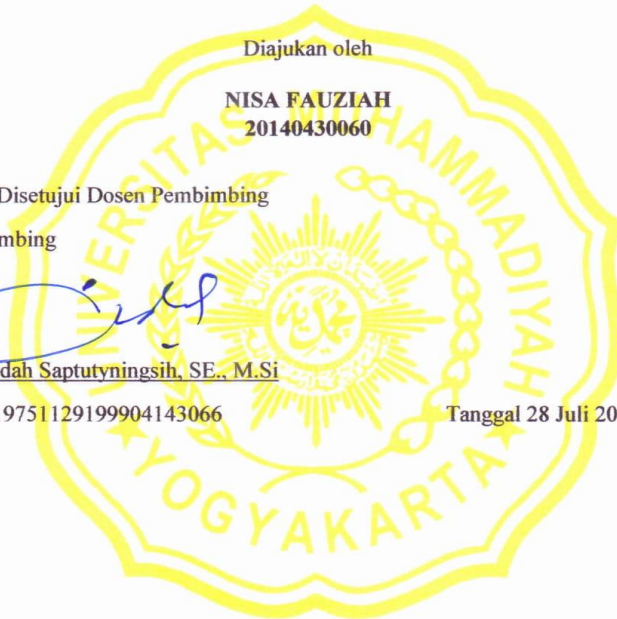 Diajukan oleh
NISA FAUZIAH
20140430060
Disetujui Dosen Pembimbing
mbing
dah Saptutyningsih, SE., M.Si
9751129199904143066
Tanggal 28 Juli 20
UNIVERSITAS MUHAMMADIYAH
YOGYAKARTA